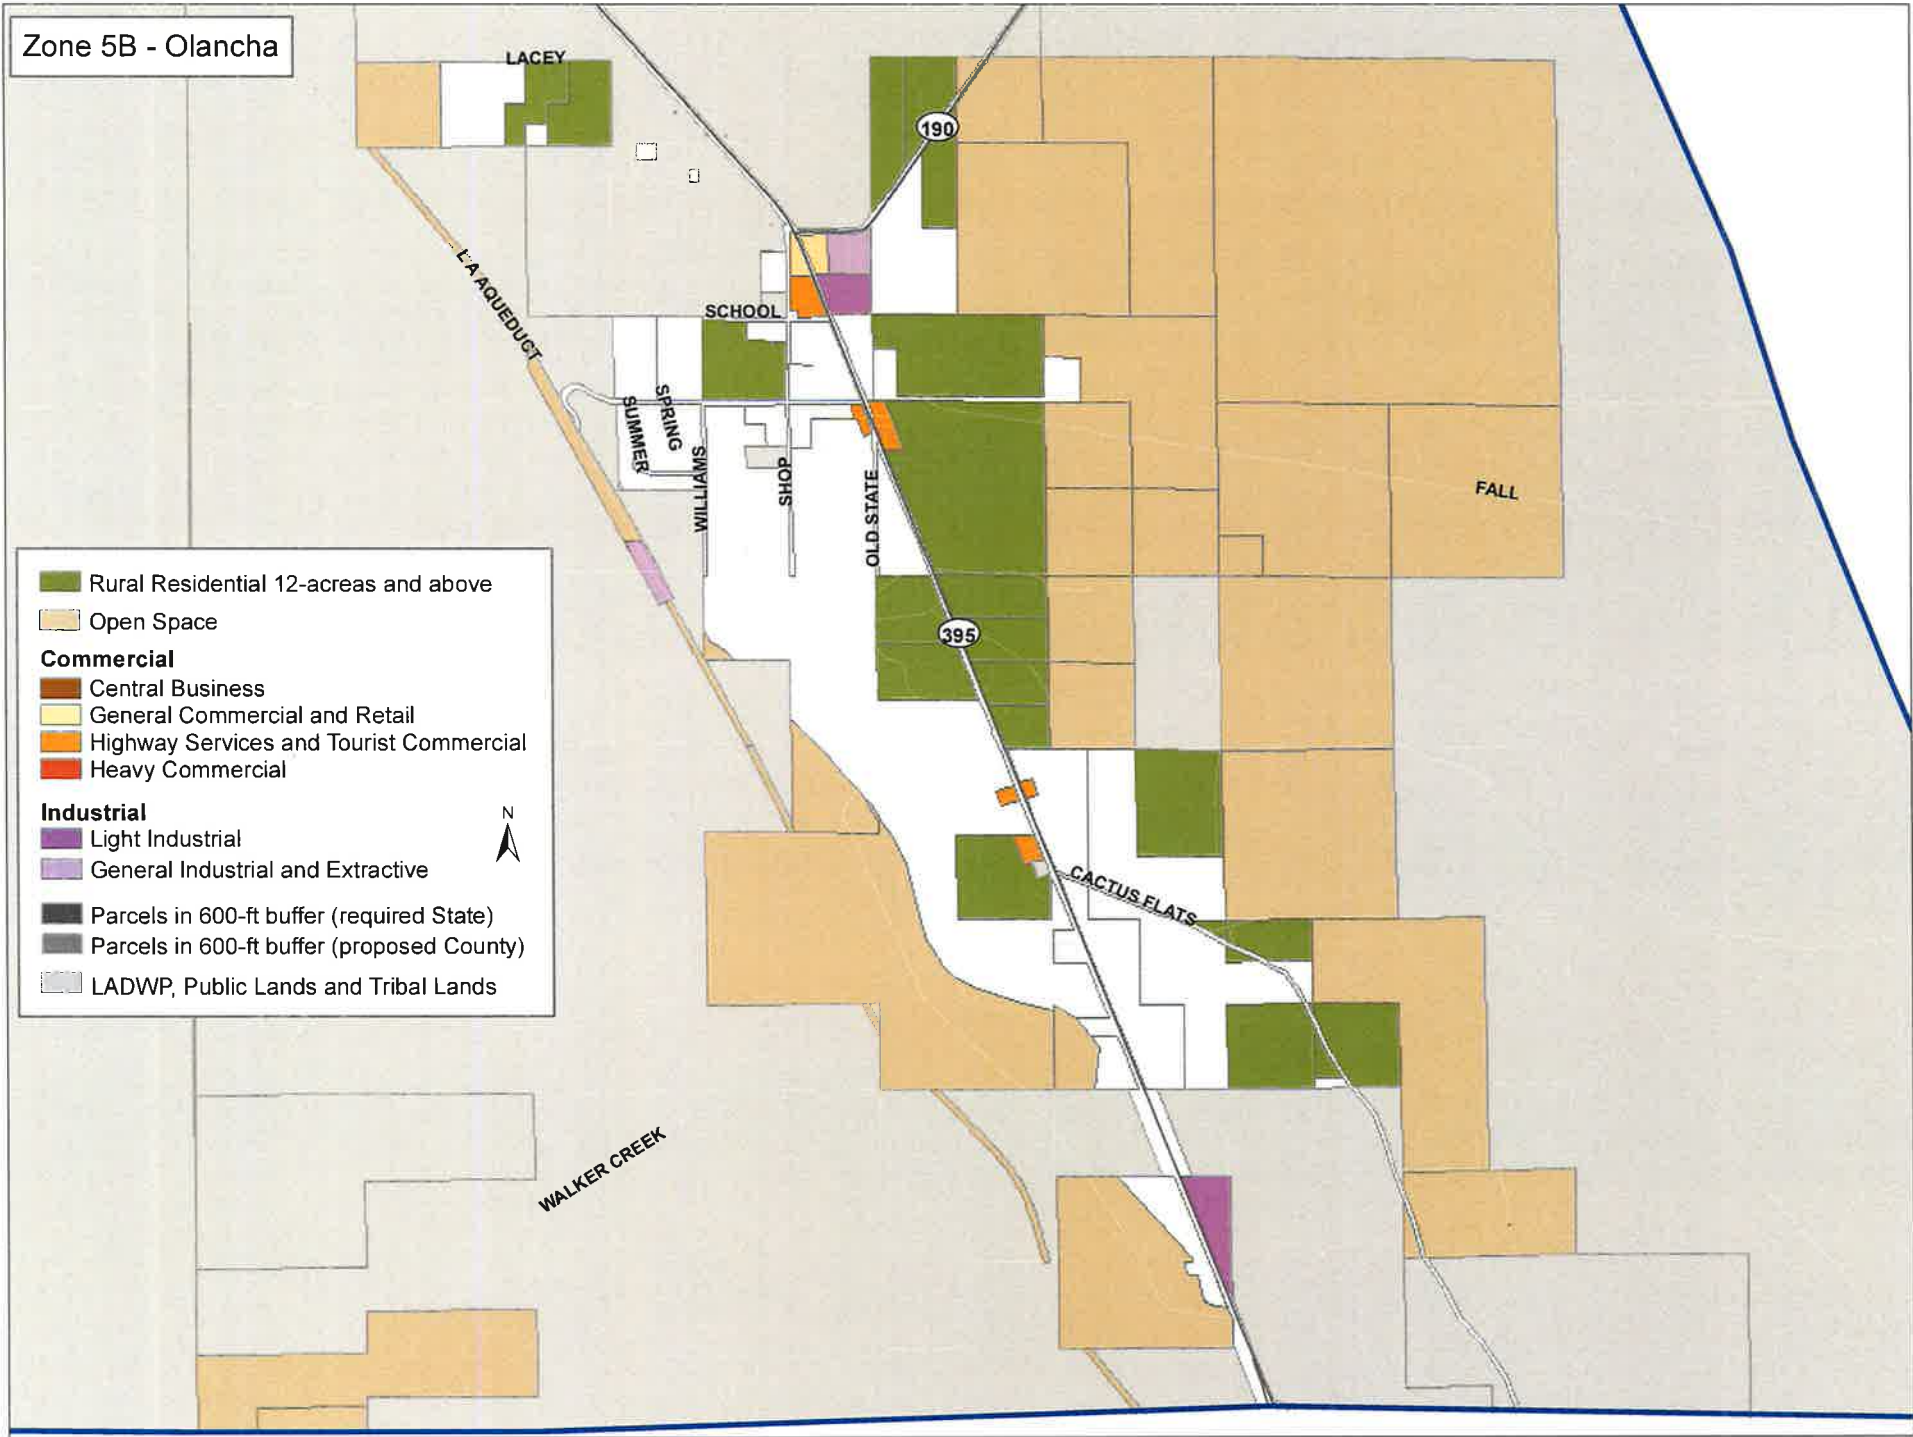 Zone 5B - Olancha
LACEY
190
L A AQUEDUCT
SCHOOL
SUMMER
SPRING
WILLIAMS
SHOP
OLD STATE
FALL
395
Rural Residential 12-acreas and above
Open Space
Commercial
Central Business
General Commercial and Retail
Highway Services and Tourist Commercial
Heavy Commercial
Industrial
N
Light Industrial
General Industrial and Extractive
Parcels in 600-ft buffer (required State)
Parcels in 600-ft buffer (proposed County)
LADWP, Public Lands and Tribal Lands
CACTUS FLATS
WALKER CREEK